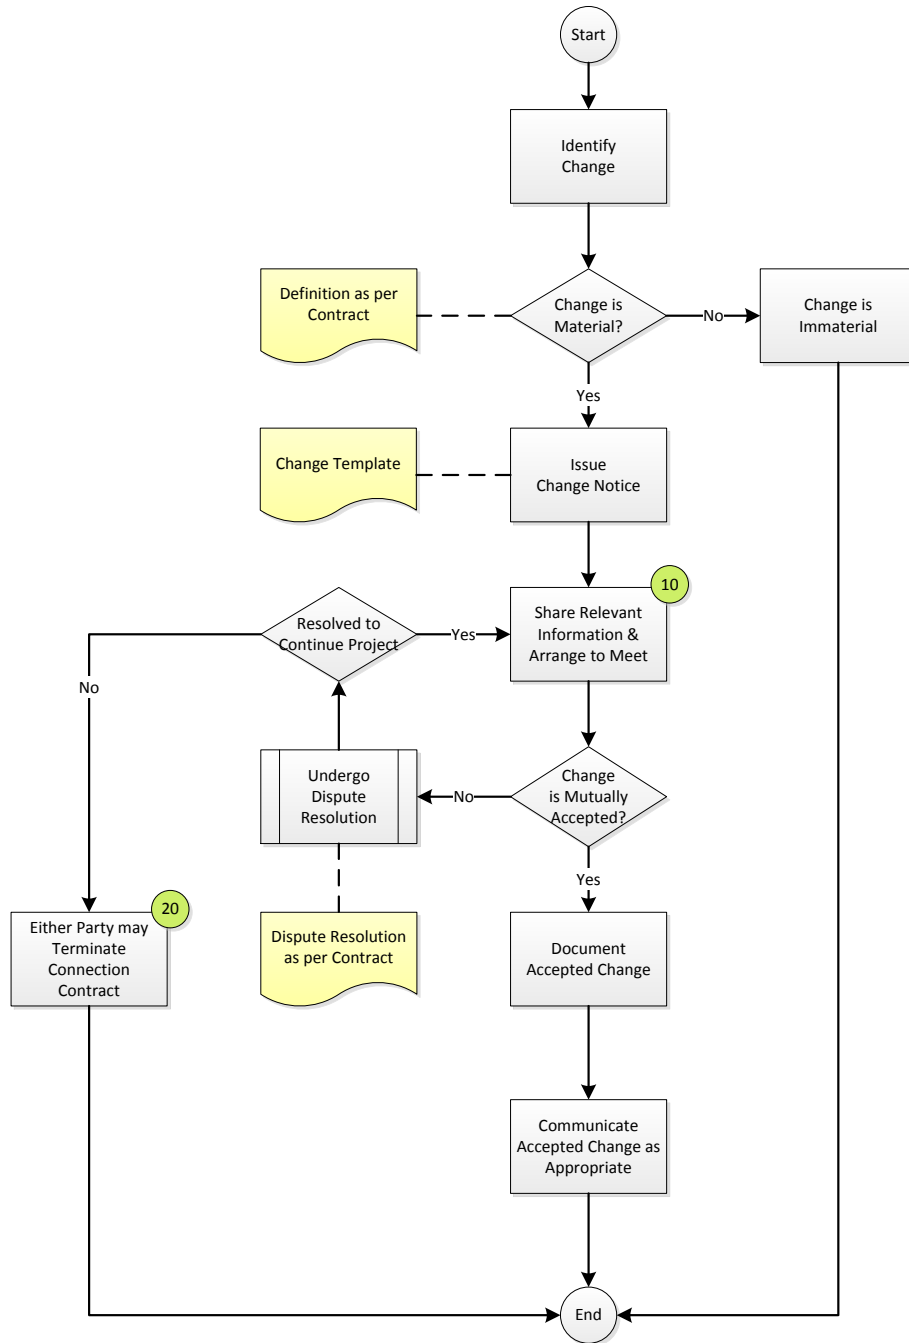 Start
Identify
Change
Definition as per
Contract
Change is
Material?
No
Change is
Immaterial
Yes
Change Template
Issue
Change Notice
10
Resolved to
Continue Project
Yes
Share Relevant
Information &
Arrange to Meet
No
Undergo
Dispute
Resolution
No
Change
is Mutually
Accepted?
Yes
20
Either Party may
Terminate
Connection
Contract
Dispute Resolution
as per Contract
Document
Accepted Change
Communicate
Accepted Change as
Appropriate
End